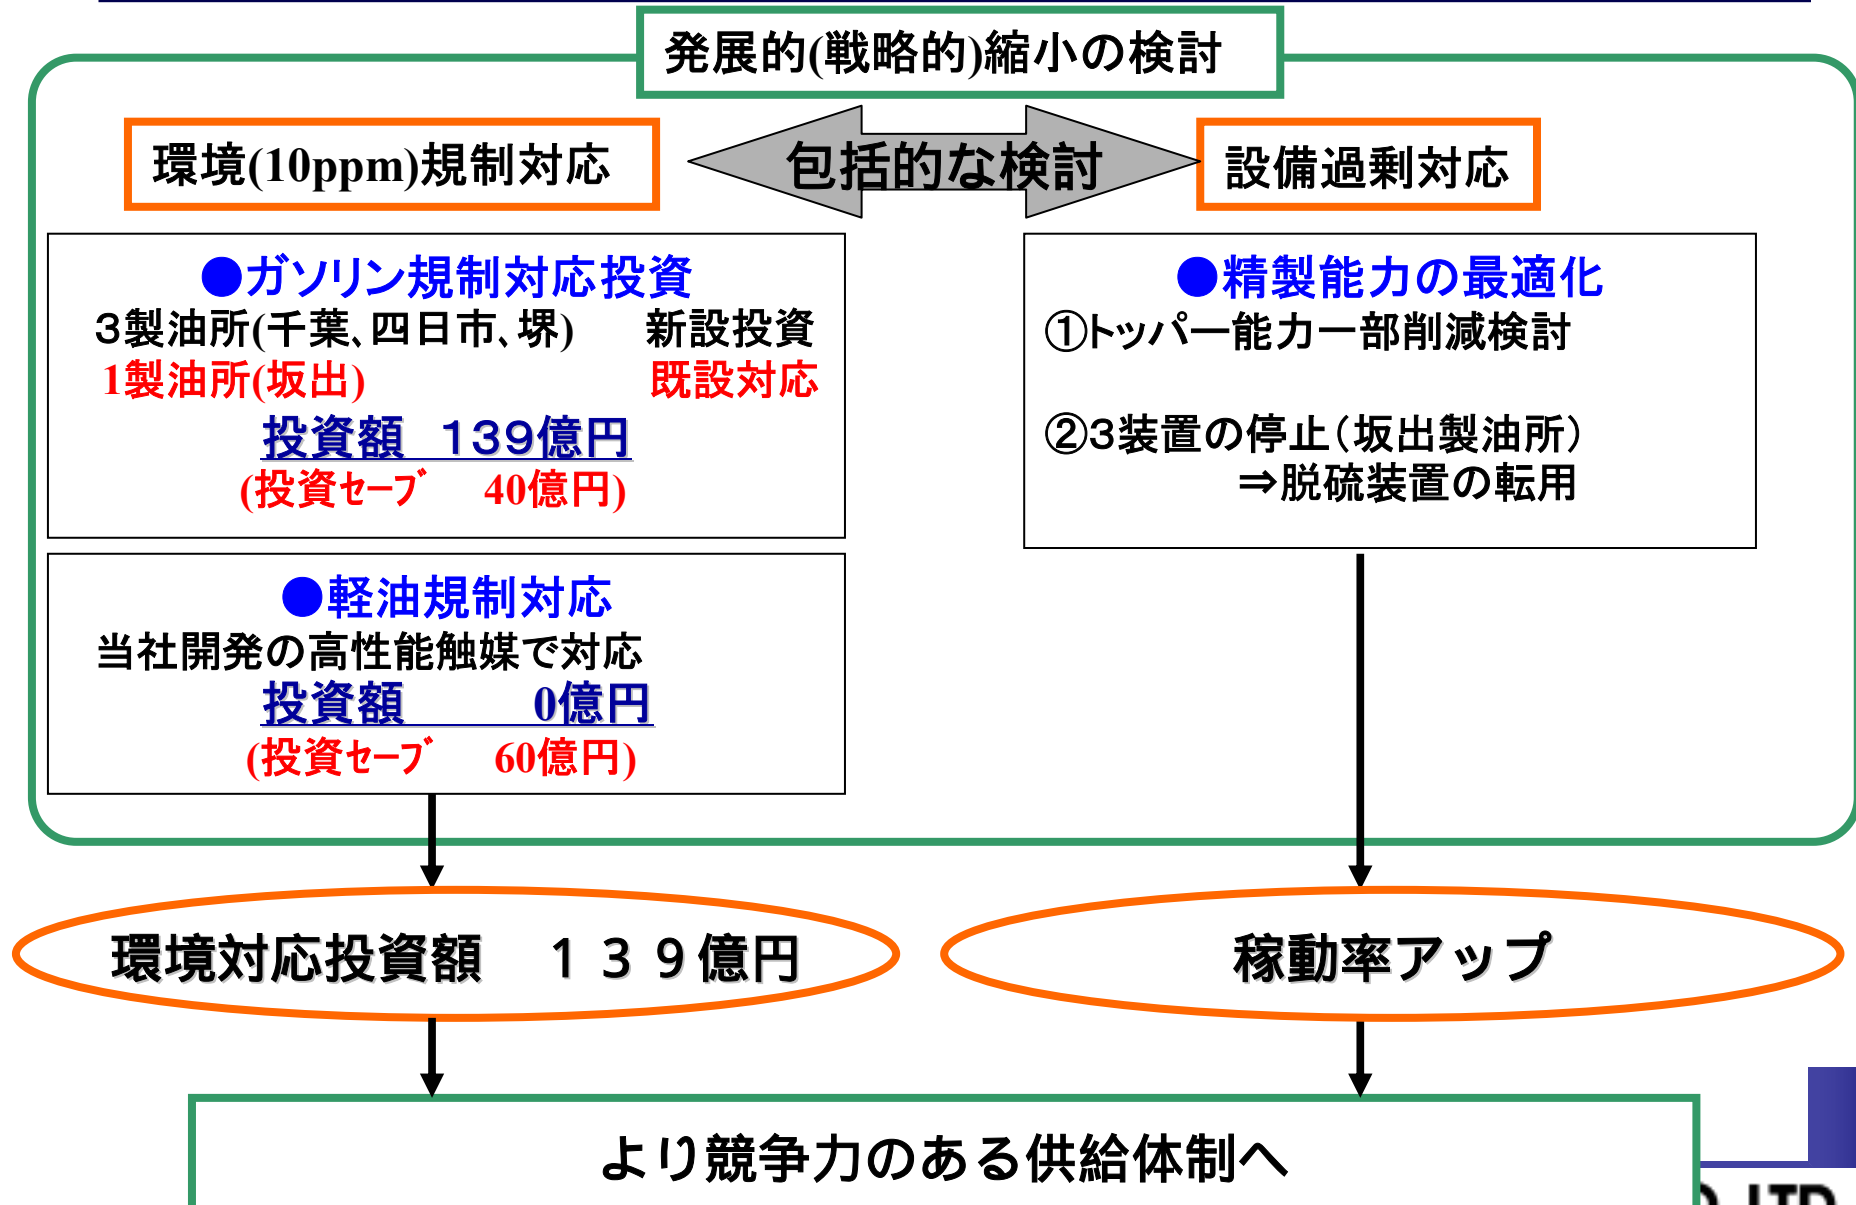 発展的(戦略的)縮小の検討
環境(10ppm)規制対応
包括的な検討
設備過剰対応
●ガソリン規制対応投資
3製油所(千葉､四日市､堺) 新設投資
1製油所(坂出) 既設対応
投資額 139億円
(投資ｾｰﾌﾞ 40億円)
●精製能力の最適化
①トッパー能力一部削減検討
②3装置の停止(坂出製油所)
⇒脱硫装置の転用
●軽油規制対応
当社開発の高性能触媒で対応
投資額 0億円
(投資ｾｰﾌﾞ 60億円)
環境対応投資額 139億円
稼動率アップ
より競争力のある供給体制へ